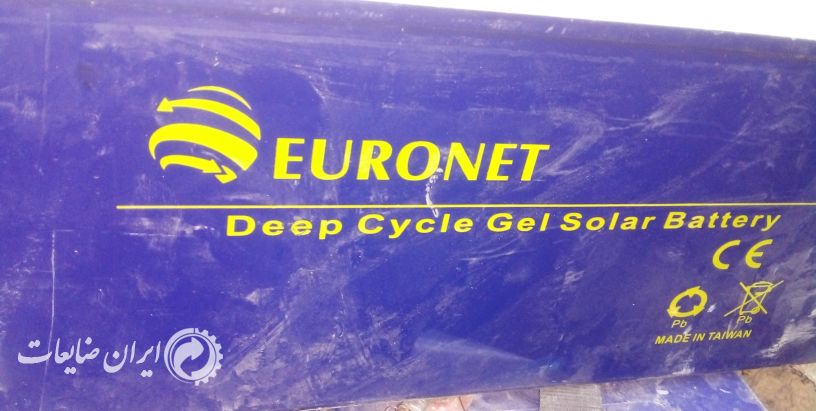 EURONET
Deep Cycle Gel Solar Battery
CE
Pb Pb
MADE IN TAIWAN
ایران ضایعات